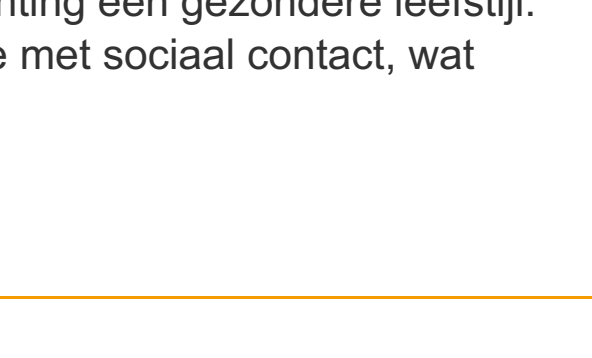 een gezondere leefstijl.
met sociaal contact, wat